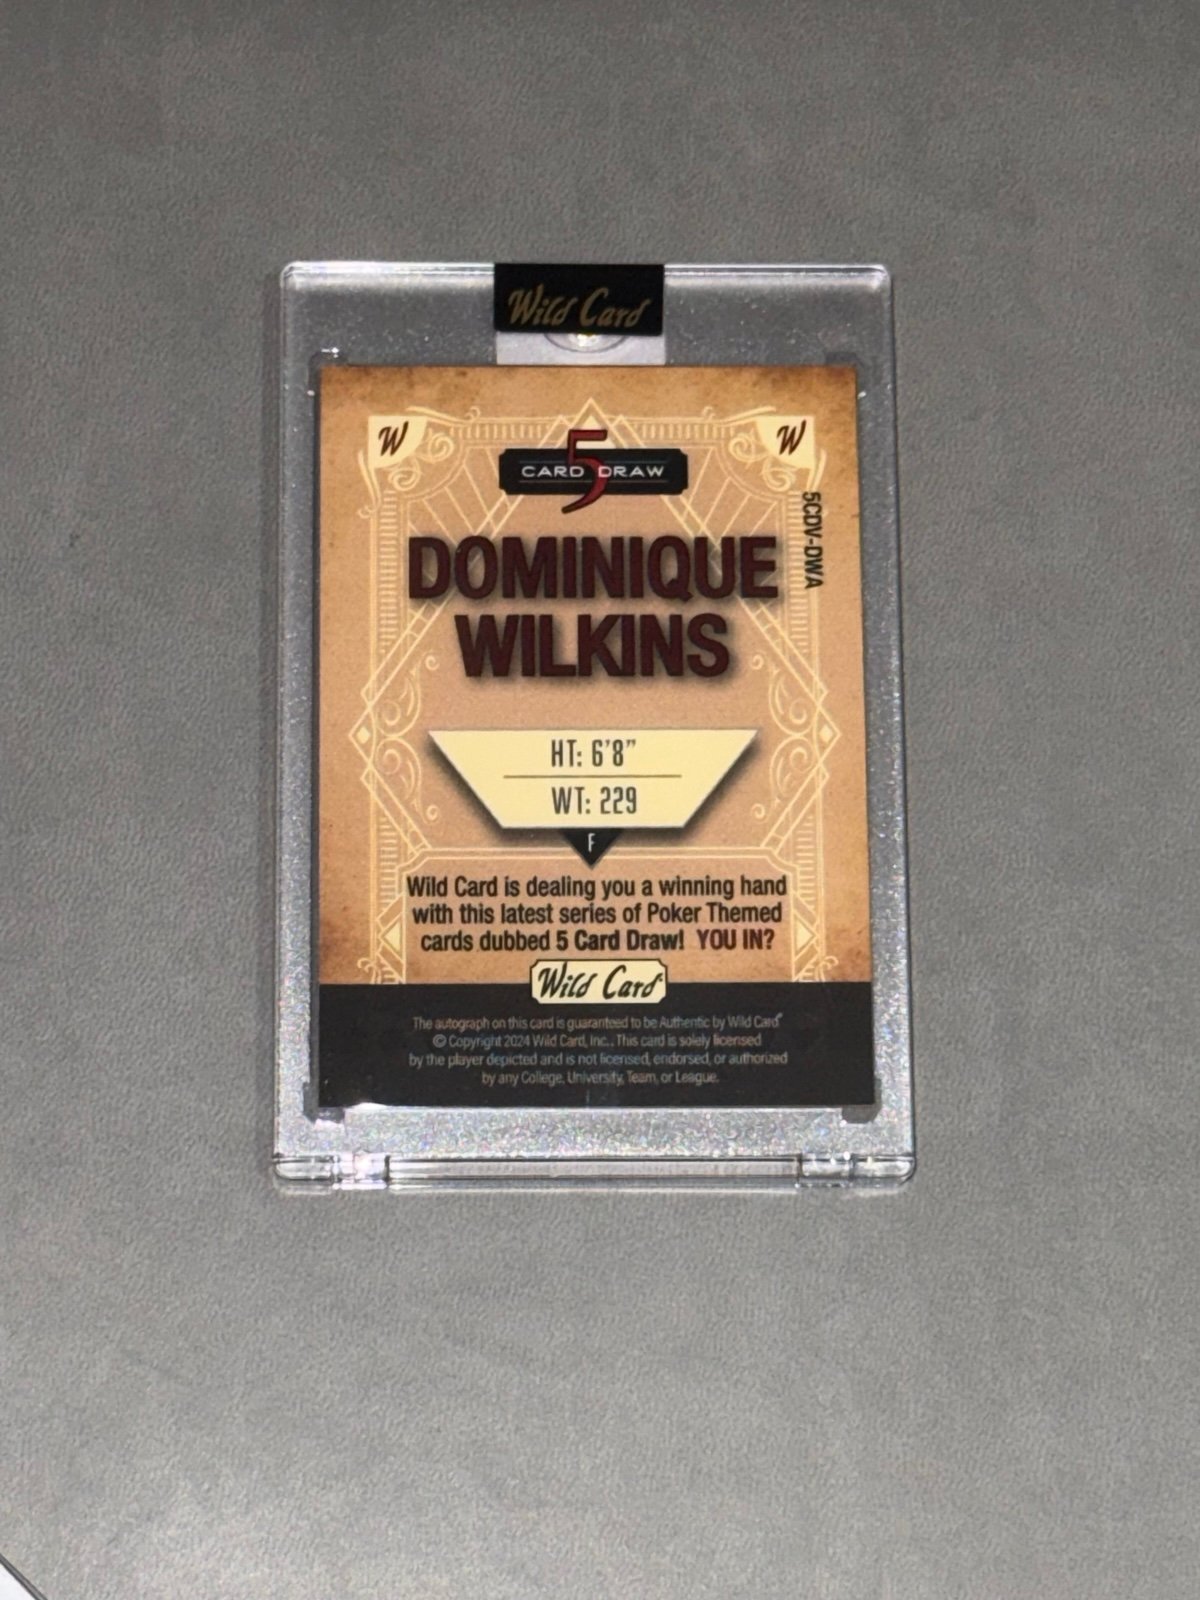 Wild Card
W
W
5
CARD DRAW
5CDV-DWA
DOMINIQUE
WILKINS
HT: 6'8"
WT: 229
F
Wild Card is dealing you a winning hand
with this latest series of Poker Themed
cards dubbed 5 Card Draw! YOU IN?
Wild Card
The autograph on this card is guaranteed to be Authentic by Wild Card
© Copyright 2024 Wild Card, Inc.. This card is solely licensed
by the player depicted and is not licensed, endorsed, or authorized
by any College, University, Team, or League.